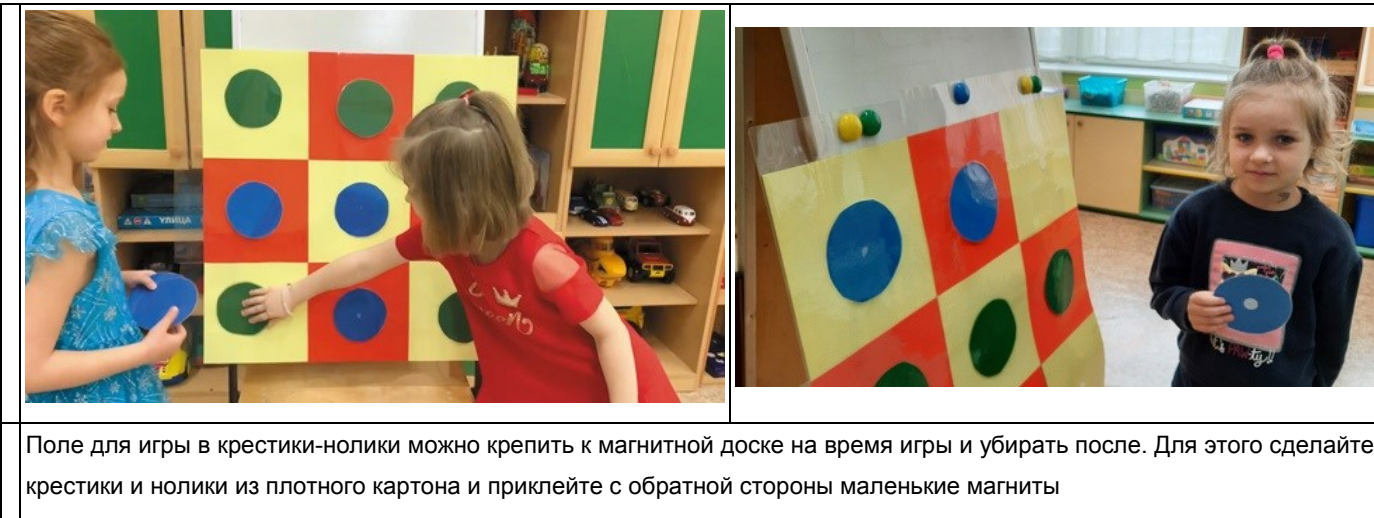 УЛИЦА
Поле для игры в крестики-нолики можно крепить к магнитной доске на время игры и убирать после. Для этого сделайте
крестики и нолики из плотного картона и приклейте с обратной стороны маленькие магниты